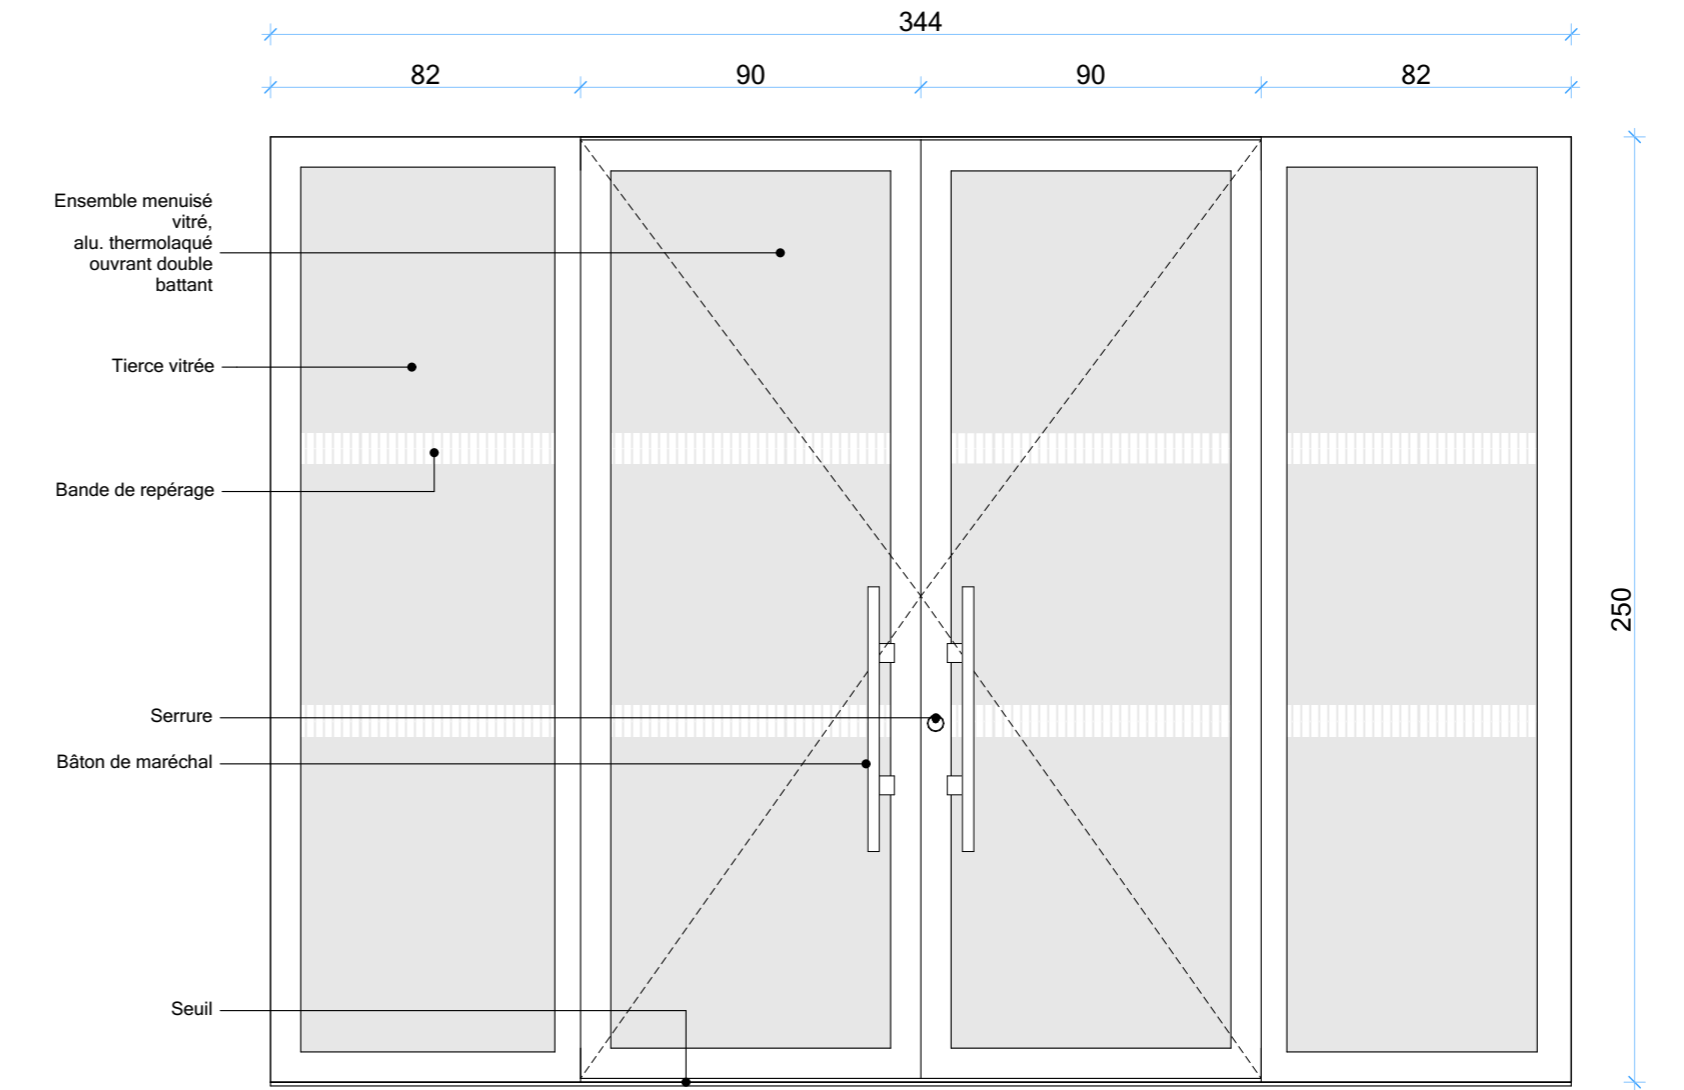 344
82
90
90
82
Ensemble menuisé
vitré,
alu. thermolaqué
ouvrant double
battant
Tierce vitrée
Bande de repérage
250
Serrure
Bâton de maréchal
Seuil